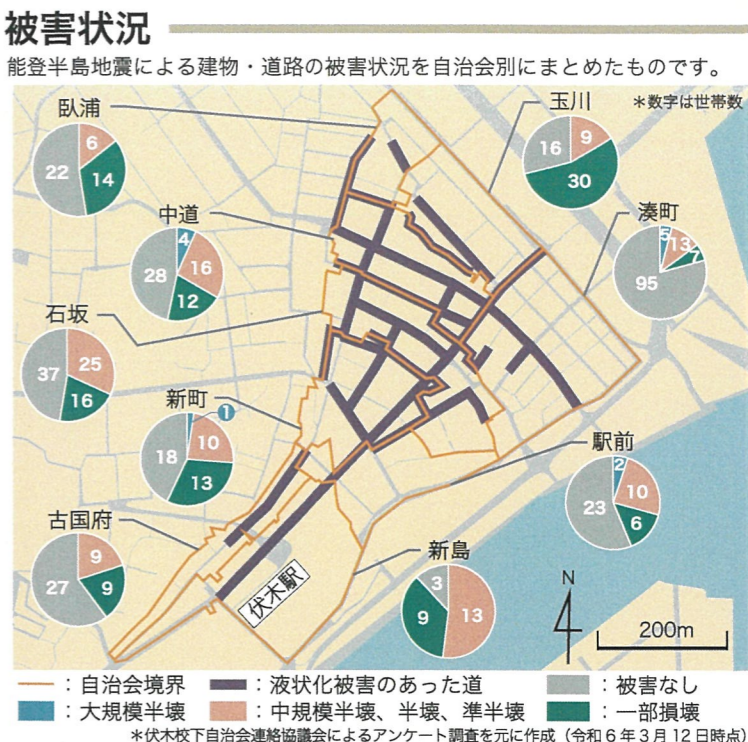 被害状況
能登半島地震による建物・道路の被害状況を自治会別にまとめたものです。
臥浦
6
14
22
玉川
*数字は世帯数
9
30
16
中道
4
16
12
28
湊町
5
13
7
95
石坂
25
16
37
新町
1
10
13
18
駅前
2
10
6
23
古国府
9
9
27
新島
3
13
9
伏木駅
N
200m
:自治会境界
:液状化被害のあった道
:被害なし
:大規模半壊
:中規模半壊、半壊、準半壊
:一部損壊
*伏木校下自治会連絡協議会によるアンケート調査を元に作成(令和6年3月12日時点)